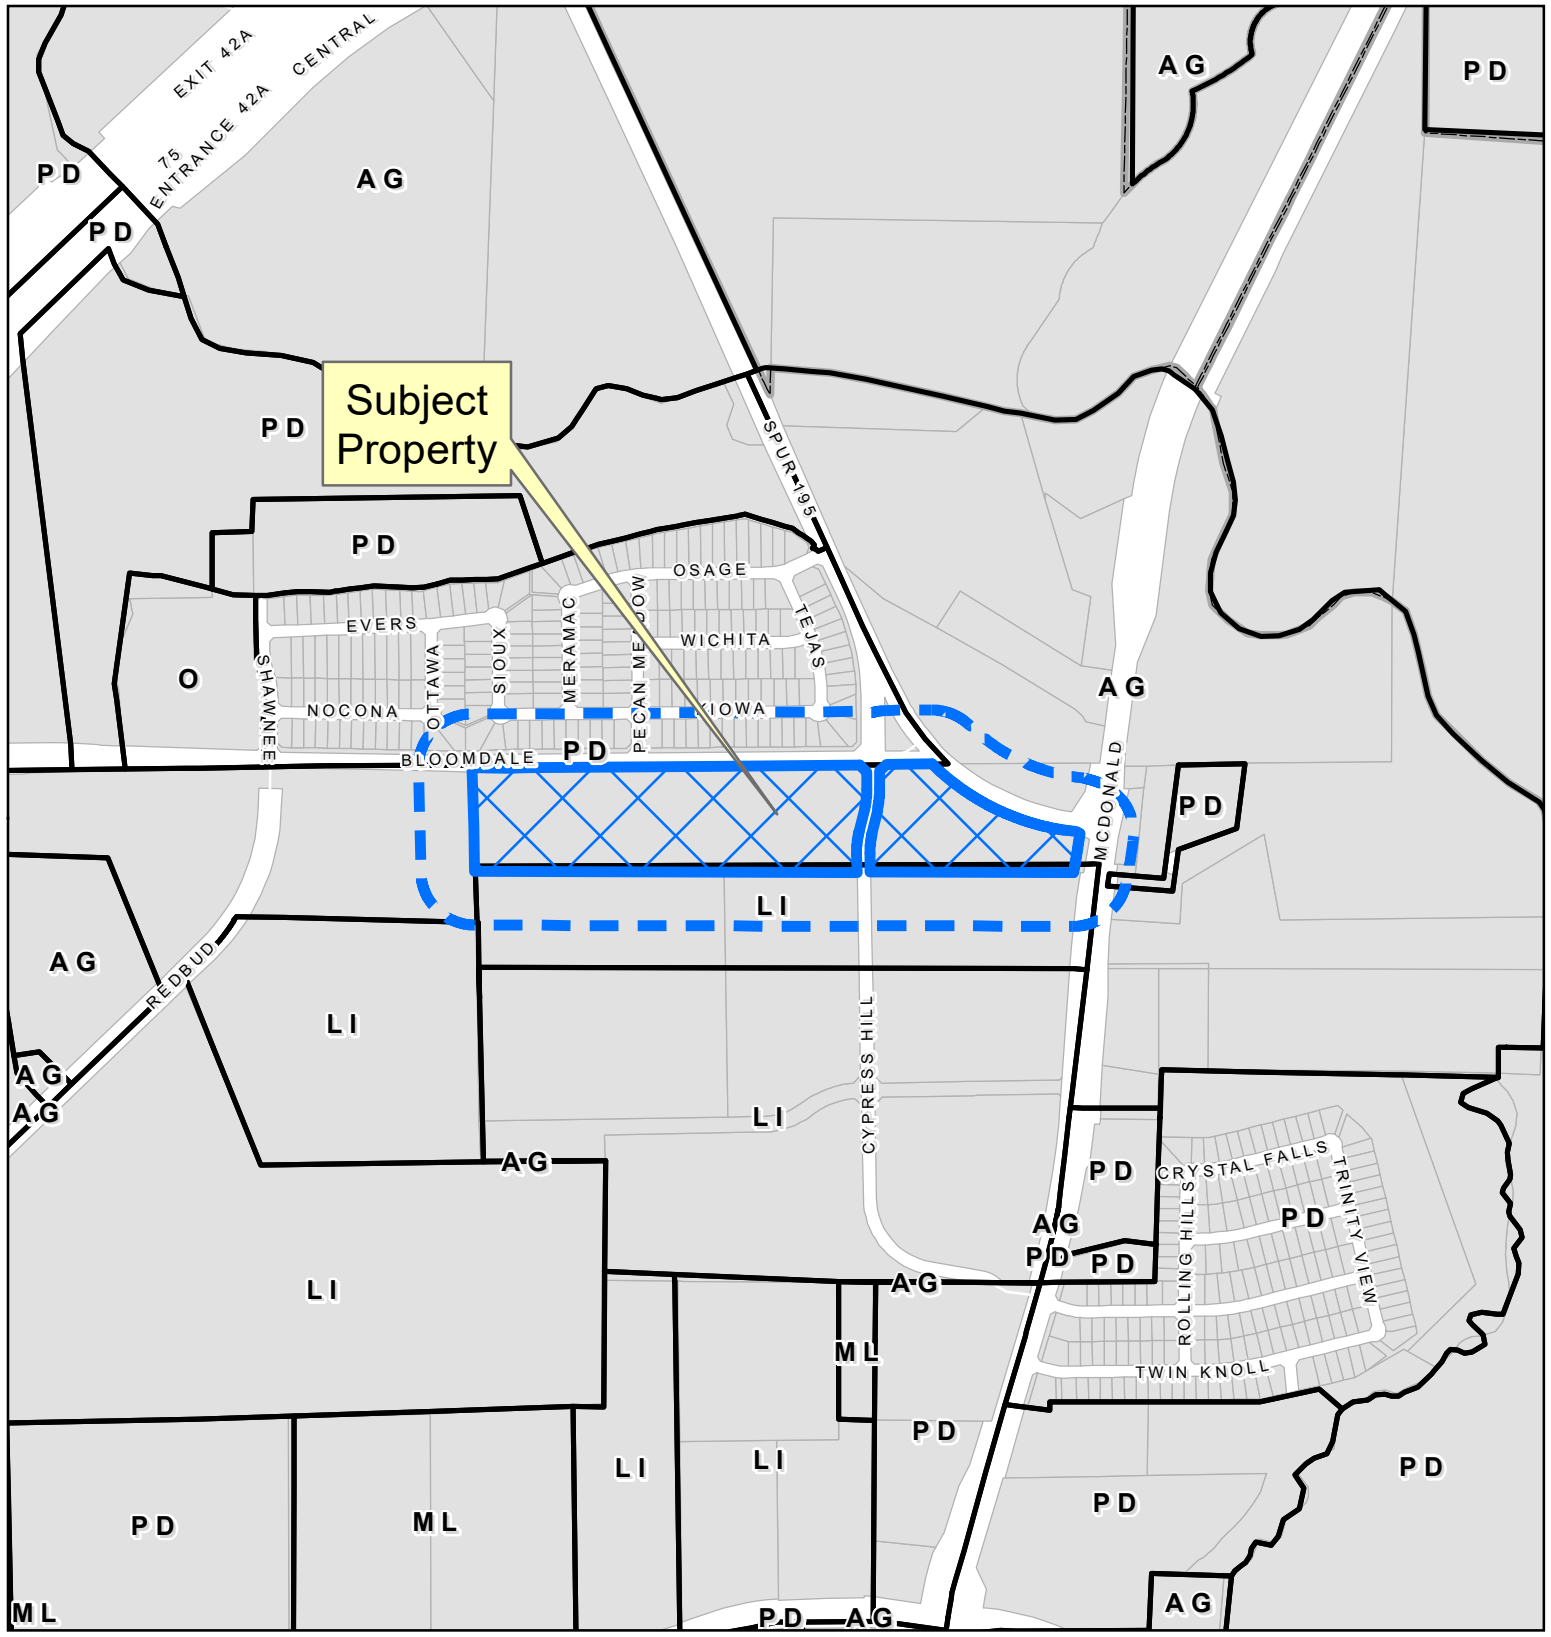 EXIT 42A
CENTRAL
75
ENTRANCE 42A
AG
PD
PD
AG
PD
PD
Subject
Property
SPUR 195
PD
PD
OSAGE
EVERS
TEJAS
WICHITA
SHAWNEE
OTTAWA
SIOUX
MERAMAC
PECAN MEADOW
O
AG
NOCONA
KIOWA
BLOOMDALE
PD
MCDONALD
PD
LI
AG
REDBUD
LI
CYPRESS HILL
AG
AG
LI
AG
PD
CRYSTAL FALLS
TRINITY VIEW
ROLLING HILLS
PD
AG
PD
PD
LI
AG
ML
TWIN KNOLL
PD
LI
LI
PD
PD
PD
ML
ML
PD
AG
AG